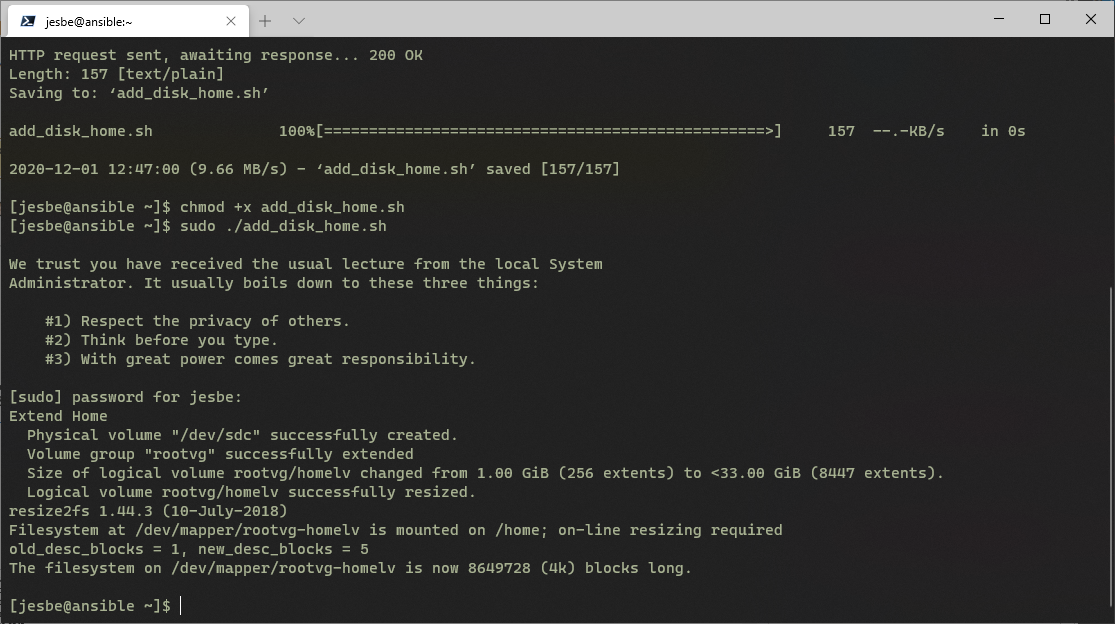 jesbe@ansible:~
HTTP request sent, awaiting response... 200 OK
Length: 157 [text/plain]
Saving to: ‘add_disk_home.sh’
add_disk_home.sh              100%[=================================================>]     157  --.-KB/s    in 0s
2020-12-01 12:47:00 (9.66 MB/s) - ‘add_disk_home.sh’ saved [157/157]
[jesbe@ansible ~]$ chmod +x add_disk_home.sh
[jesbe@ansible ~]$ sudo ./add_disk_home.sh
We trust you have received the usual lecture from the local System
Administrator. It usually boils down to these three things:
    #1) Respect the privacy of others.
    #2) Think before you type.
    #3) With great power comes great responsibility.
[sudo] password for jesbe:
Extend Home
  Physical volume "/dev/sdc" successfully created.
  Volume group "rootvg" successfully extended
  Size of logical volume rootvg/homelv changed from 1.00 GiB (256 extents) to <33.00 GiB (8447 extents).
  Logical volume rootvg/homelv successfully resized.
resize2fs 1.44.3 (10-July-2018)
Filesystem at /dev/mapper/rootvg-homelv is mounted on /home; on-line resizing required
old_desc_blocks = 1, new_desc_blocks = 5
The filesystem on /dev/mapper/rootvg-homelv is now 8649728 (4k) blocks long.
[jesbe@ansible ~]$